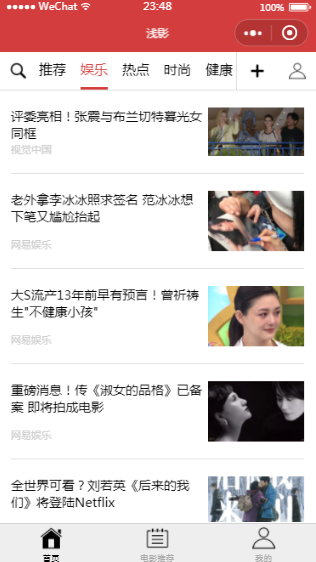 WeChat 23:48 100%
浅影
推荐 娱乐 热点 时尚 健康
评委亮相！张震与布兰切特暮光女
同框
视觉中国
老外拿李冰冰照求签名 范冰冰想
下笔又尴尬抬起
网易娱乐
大S流产13年前早有预言！曾祈祷
生"不健康小孩"
网易娱乐
重磅消息！传《淑女的品格》已备
案 即将拍成电影
网易娱乐
全世界可看？刘若英《后来的我
们》将登陆Netflix
首页 电影推荐 我的